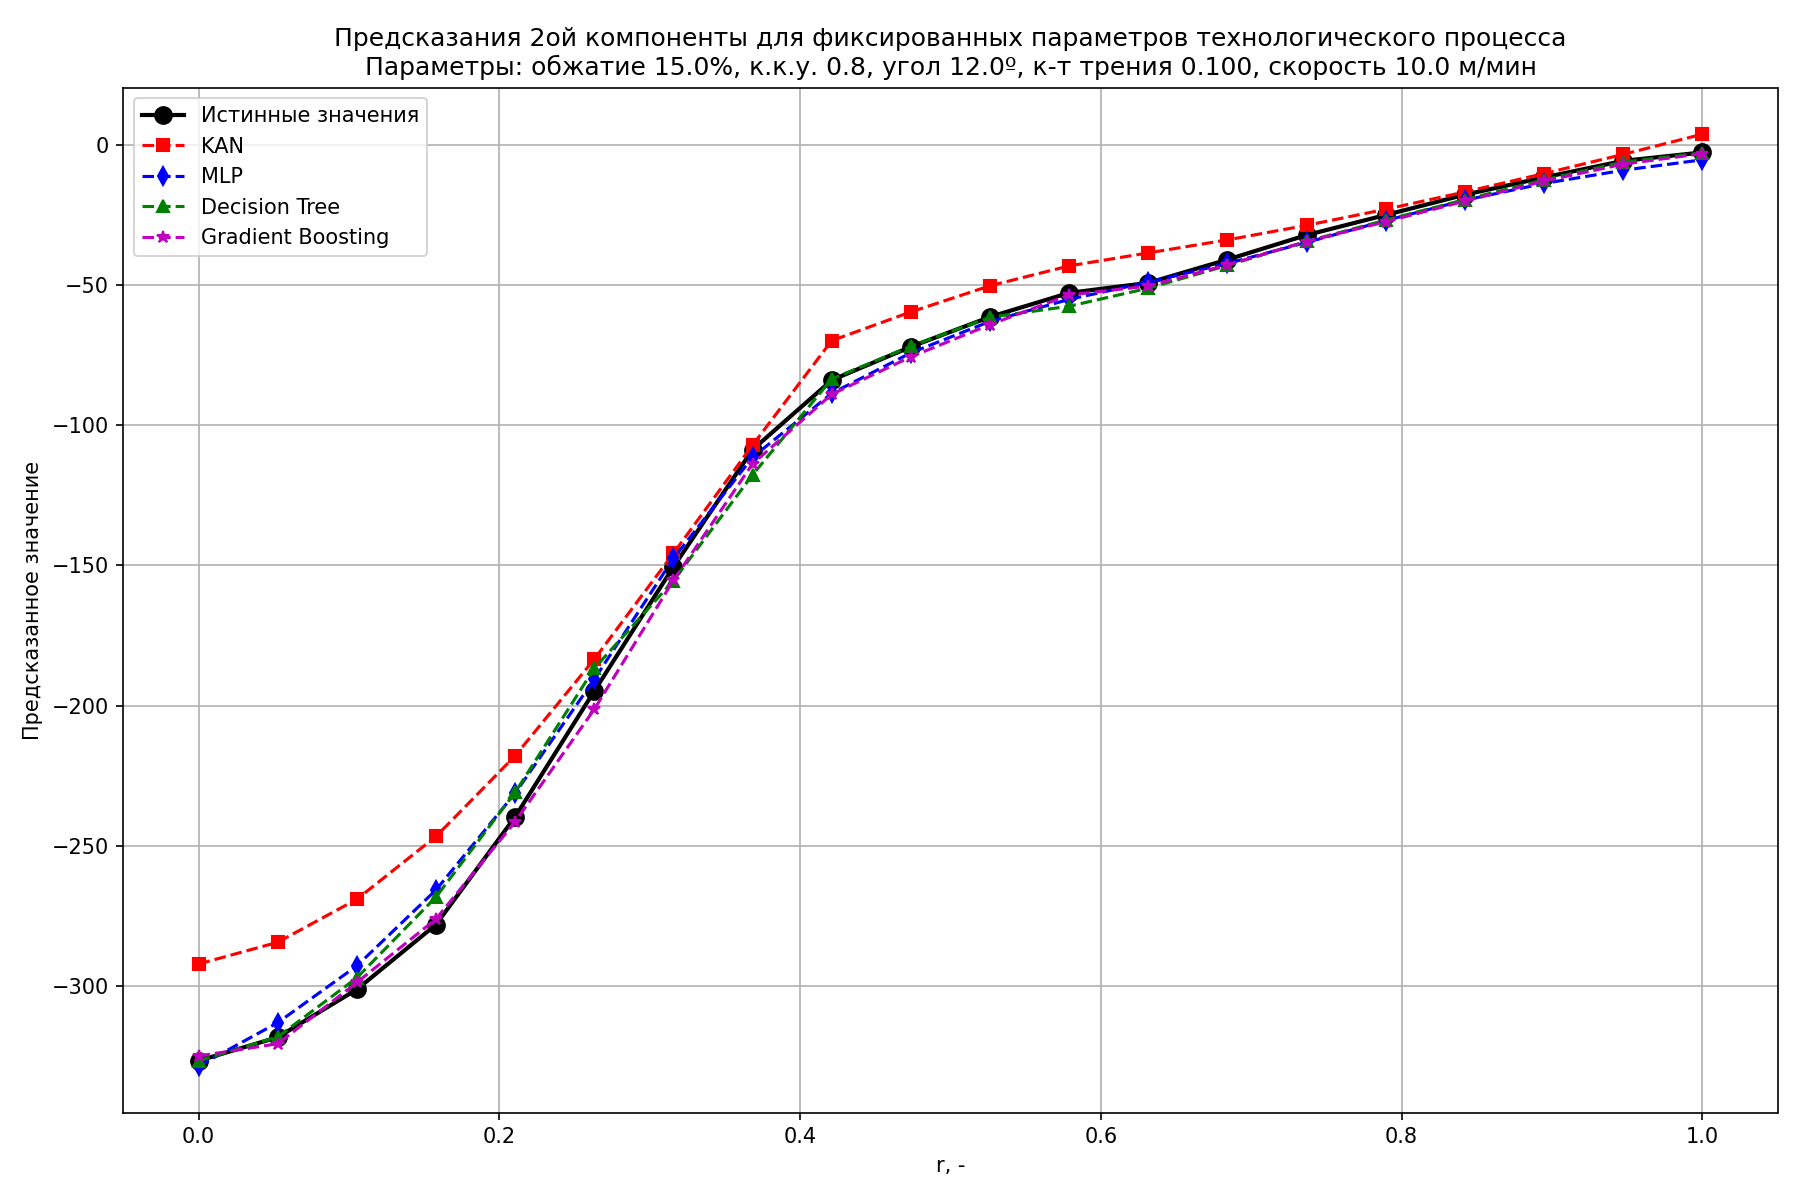 Предсказания 2ой компоненты для фиксированных параметров технологического процесса
Параметры: обжатие 15.0%, к.к.у. 0.8, угол 12.0º, к-т трения 0.100, скорость 10.0 м/мин
Истинные значения
KAN
MLP
Decision Tree
Gradient Boosting
Предсказанное значение
0
−50
−100
−150
−200
−250
−300
0.0
0.2
0.4
0.6
0.8
1.0
r, -